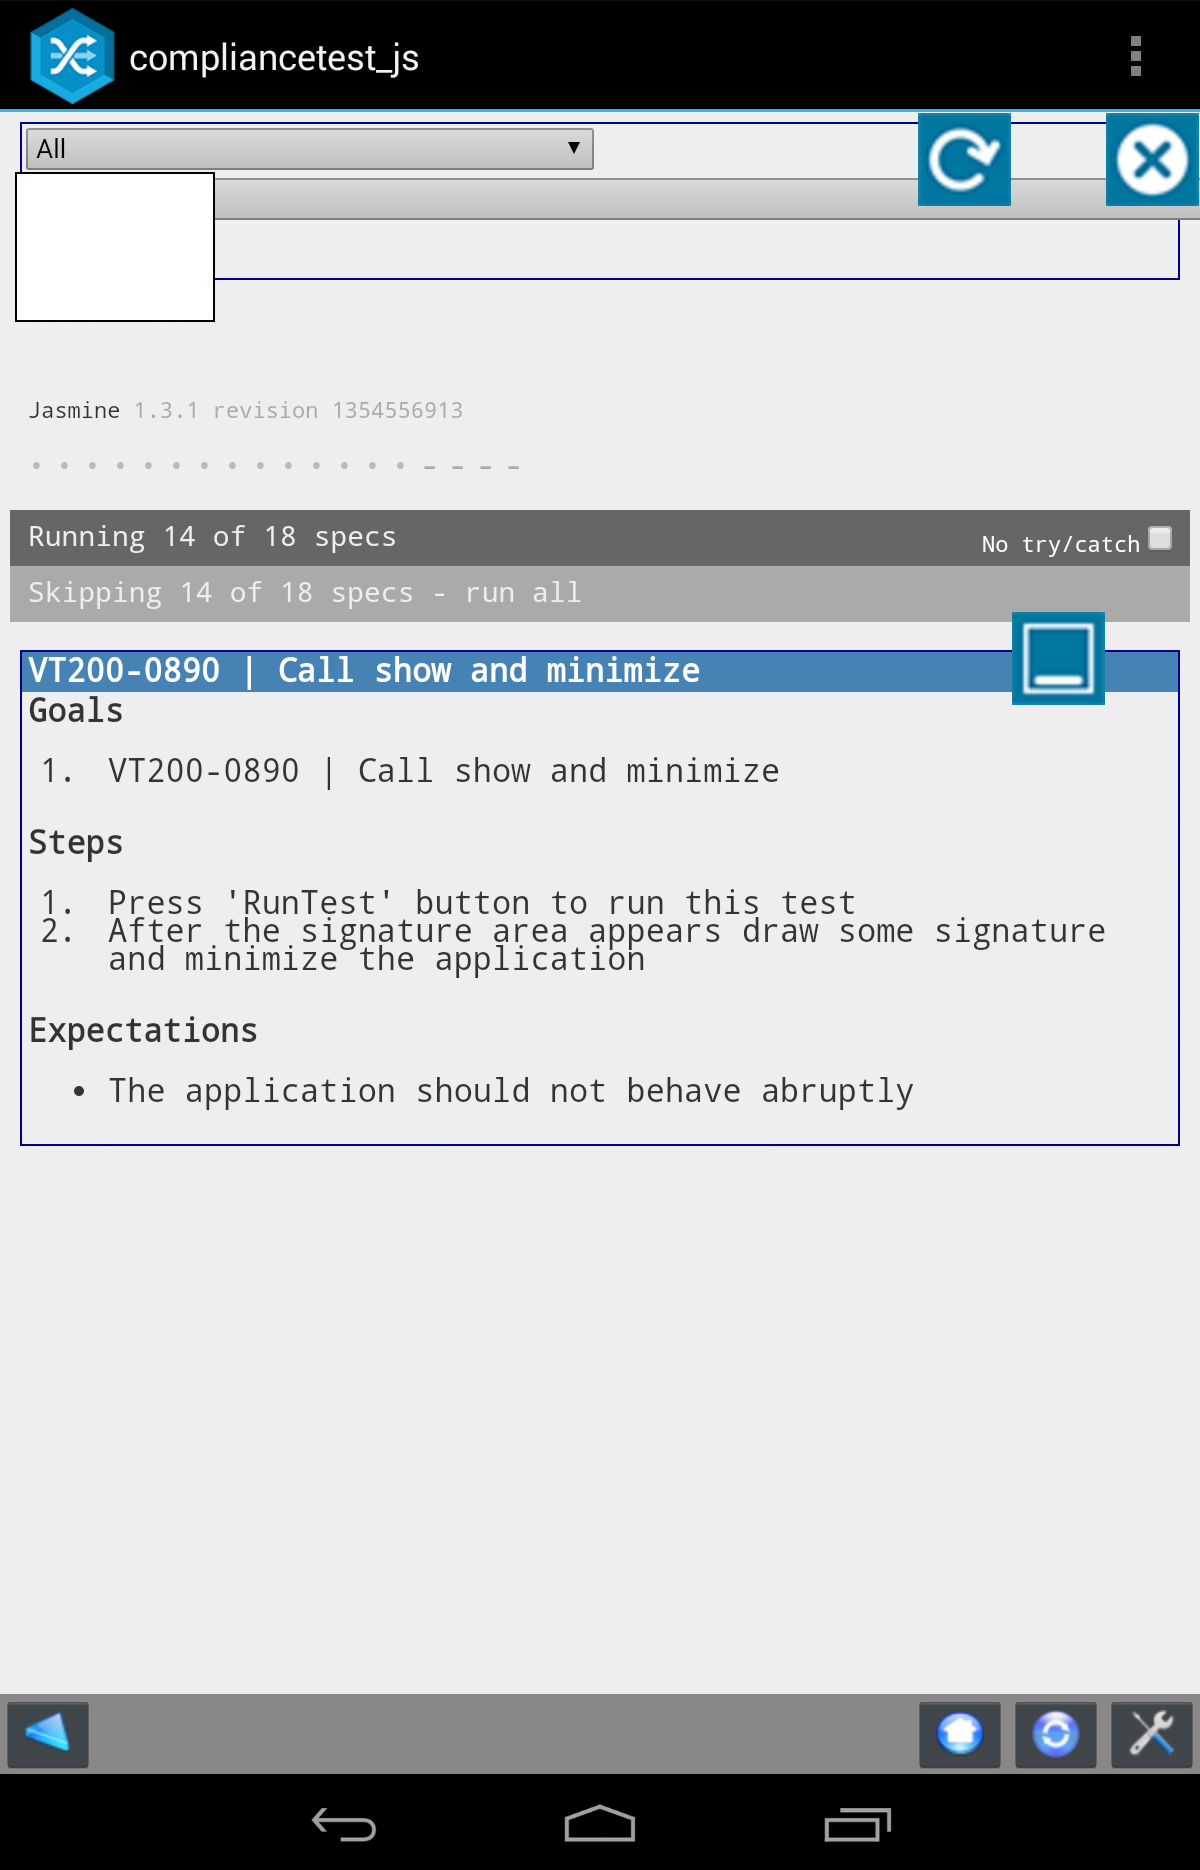 compliancetest_js
All
Jasmine 1.3.1 revision 1354556913
Running 14 of 18 specs
No try/catch
Skipping 14 of 18 specs - run all
VT200-0890 | Call show and minimize
Goals
1. VT200-0890 | Call show and minimize
Steps
1. Press 'RunTest' button to run this test
2. After the signature area appears draw some signature
and minimize the application
Expectations
• The application should not behave abruptly